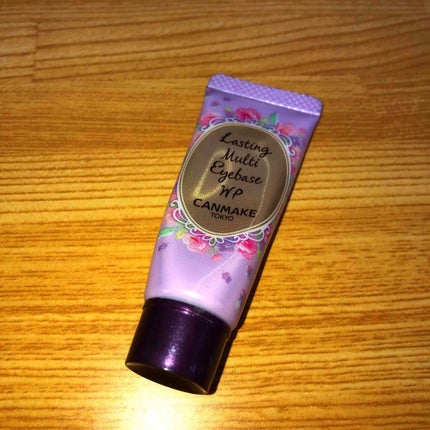 Lasting
Multi
Eyebase
WP
CANMAKE
TOKYO